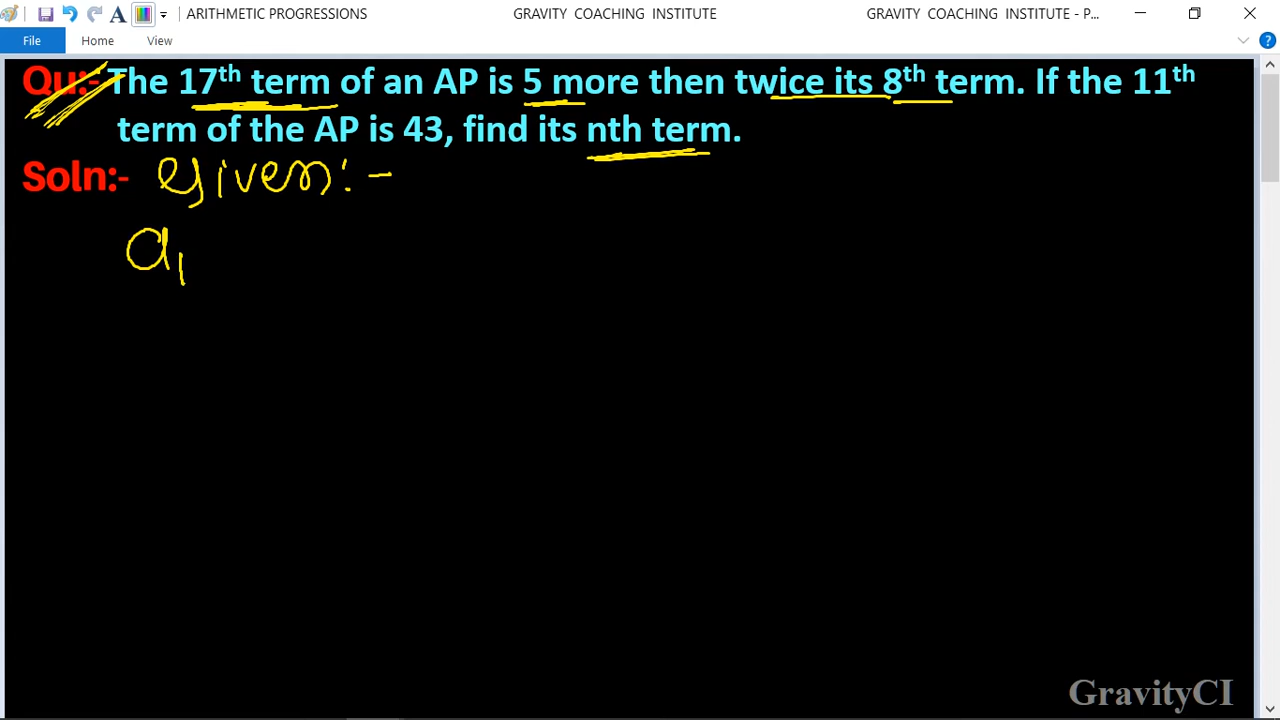 ARITHMETIC PROGRESSIONS GRAVITY COACHING INSTITUTE GRAVITY COACHING INSTITUTE - P...
File Home View
Qu:- The 17th term of an AP is 5 more then twice its 8th term. If the 11th
term of the AP is 43, find its nth term.
Soln:- Given:-
a1
GravityCI